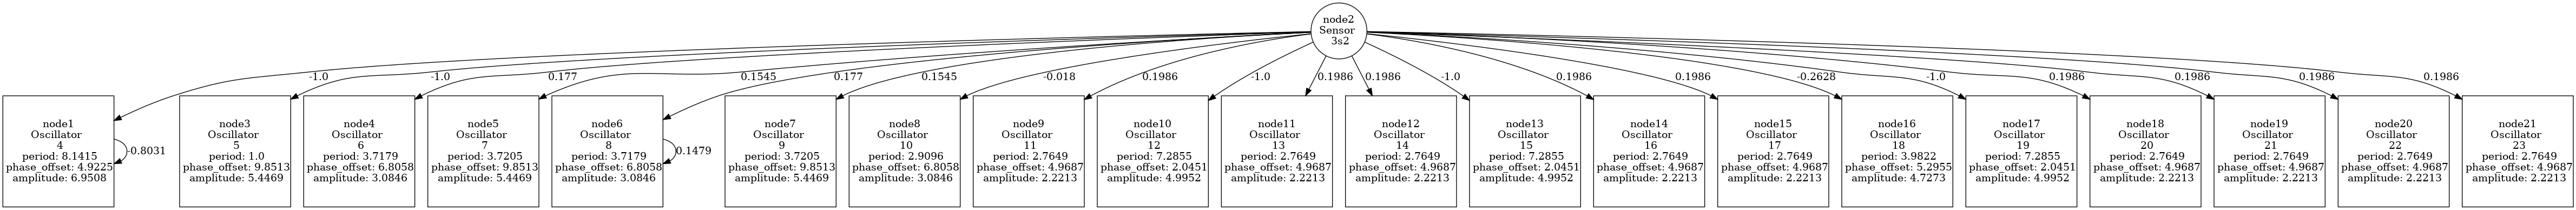 node2
Sensor
3s2
-1.0
-1.0
0.177
0.1545
0.177
0.1545
-0.018
0.1986
-1.0
0.1986
0.1986
-1.0
0.1986
0.1986
-0.2628
-1.0
0.1986
0.1986
0.1986
0.1986
node1
Oscillator
4
period: 8.1415
phase_offset: 4.9225
amplitude: 6.9508
-0.8031
node3
Oscillator
5
period: 1.0
phase_offset: 9.8513
amplitude: 5.4469
node4
Oscillator
6
period: 3.7179
phase_offset: 6.8058
amplitude: 3.0846
node5
Oscillator
7
period: 3.7205
phase_offset: 9.8513
amplitude: 5.4469
node6
Oscillator
8
period: 3.7179
phase_offset: 6.8058
amplitude: 3.0846
0.1479
node7
Oscillator
9
period: 3.7205
phase_offset: 9.8513
amplitude: 5.4469
node8
Oscillator
10
period: 2.9096
phase_offset: 6.8058
amplitude: 3.0846
node9
Oscillator
11
period: 2.7649
phase_offset: 4.9687
amplitude: 2.2213
node10
Oscillator
12
period: 7.2855
phase_offset: 2.0451
amplitude: 4.9952
node11
Oscillator
13
period: 2.7649
phase_offset: 4.9687
amplitude: 2.2213
node12
Oscillator
14
period: 2.7649
phase_offset: 4.9687
amplitude: 2.2213
node13
Oscillator
15
period: 7.2855
phase_offset: 2.0451
amplitude: 4.9952
node14
Oscillator
16
period: 2.7649
phase_offset: 4.9687
amplitude: 2.2213
node15
Oscillator
17
period: 2.7649
phase_offset: 4.9687
amplitude: 2.2213
node16
Oscillator
18
period: 3.9822
phase_offset: 5.2955
amplitude: 4.7273
node17
Oscillator
19
period: 7.2855
phase_offset: 2.0451
amplitude: 4.9952
node18
Oscillator
20
period: 2.7649
phase_offset: 4.9687
amplitude: 2.2213
node19
Oscillator
21
period: 2.7649
phase_offset: 4.9687
amplitude: 2.2213
node20
Oscillator
22
period: 2.7649
phase_offset: 4.9687
amplitude: 2.2213
node21
Oscillator
23
period: 2.7649
phase_offset: 4.9687
amplitude: 2.2213